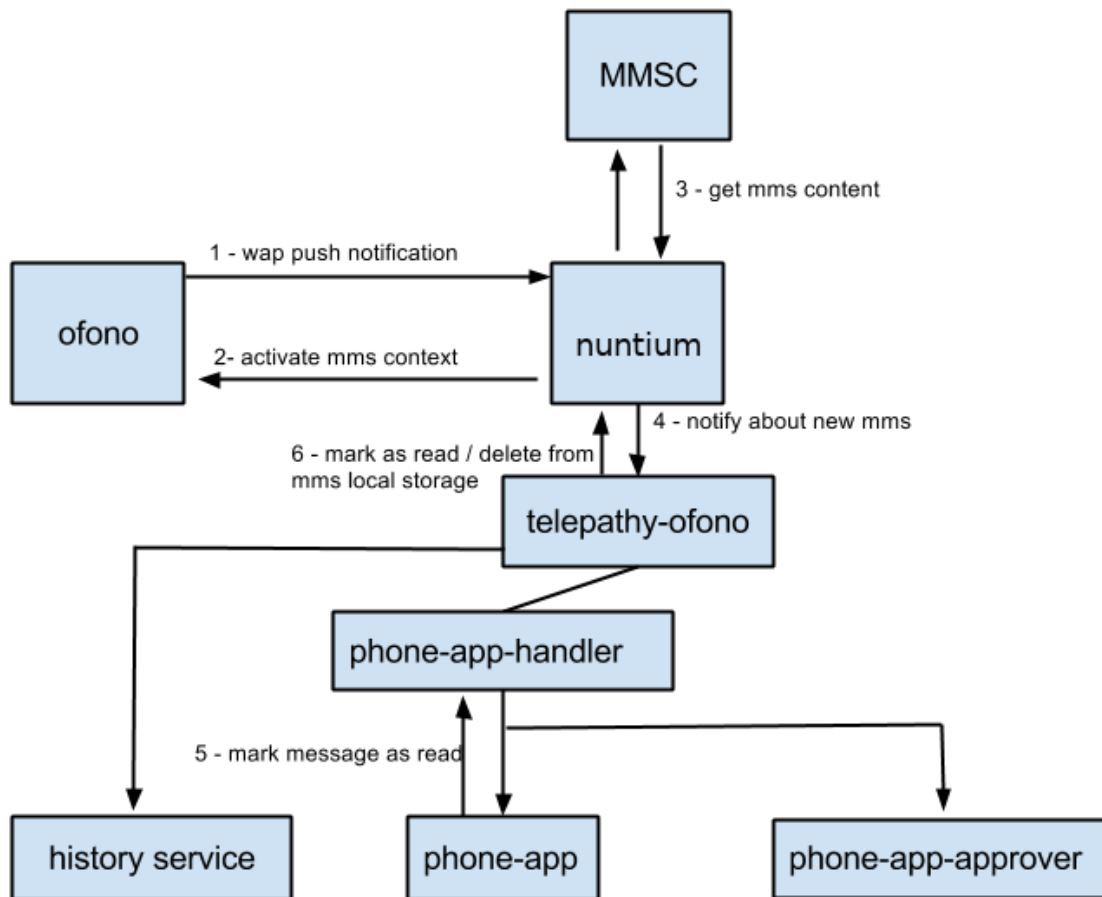 MMSC
3 - get mms content
1 - wap push notification
ofono
nuntium
2- activate mms context
4 - notify about new mms
6 - mark as read / delete from
mms local storage
telepathy-ofono
phone-app-handler
5 - mark message as read
history service
phone-app
phone-app-approver